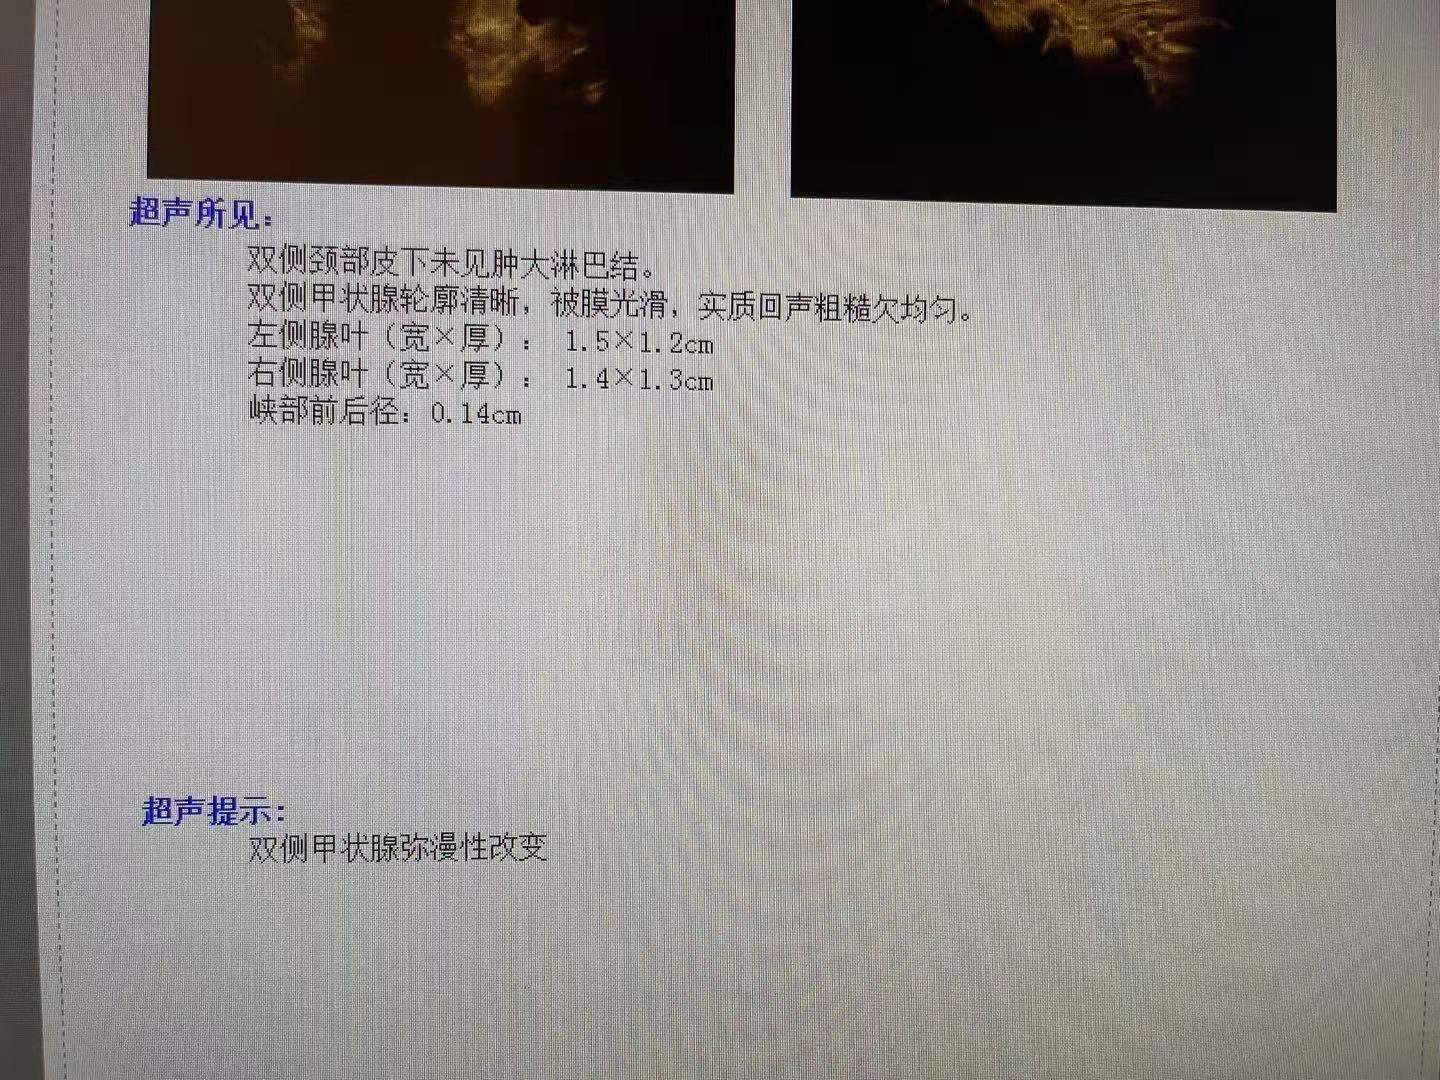 超声所见：
双侧颈部皮下未见肿大淋巴结。
双侧甲状腺轮廓清晰，被膜光滑，实质回声粗糙欠均匀。
左侧腺叶（宽×厚）： 1.5×1.2cm
右侧腺叶（宽×厚）： 1.4×1.3cm
峡部前后径：0.14cm
超声提示：
双侧甲状腺弥漫性改变